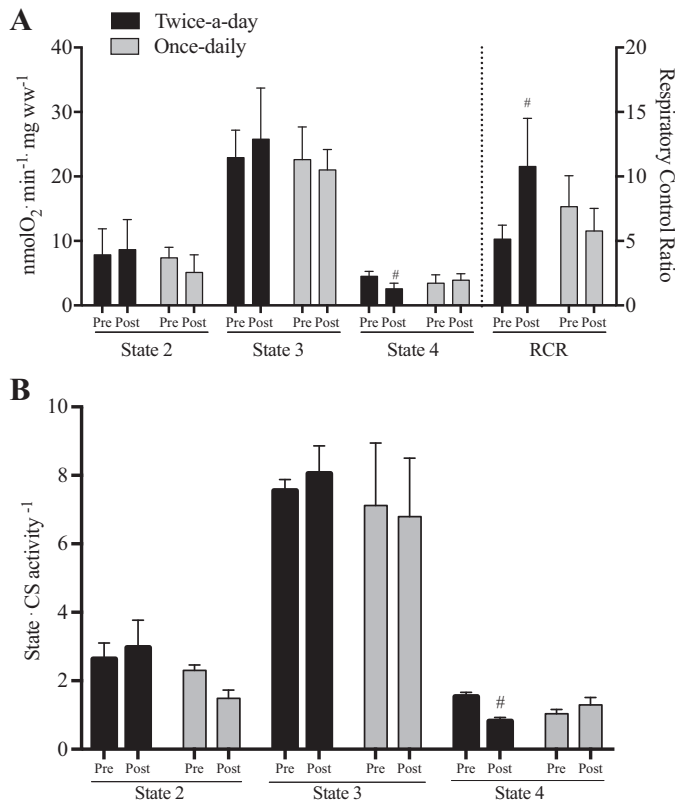 A
Twice-a-day
Once-daily
nmolO₂·min⁻¹· mg ww⁻¹
40
30
20
10
0
20
15
10
5
0
Respiratory Control Ratio
#
#
Pre Post Pre Post Pre Post Pre Post Pre Post Pre Post Pre Post Pre Post
State 2 State 3 State 4 RCR
B
State · CS activity ⁻¹
10
8
6
4
2
0
#
Pre Post Pre Post Pre Post Pre Post Pre Post Pre Post
State 2 State 3 State 4